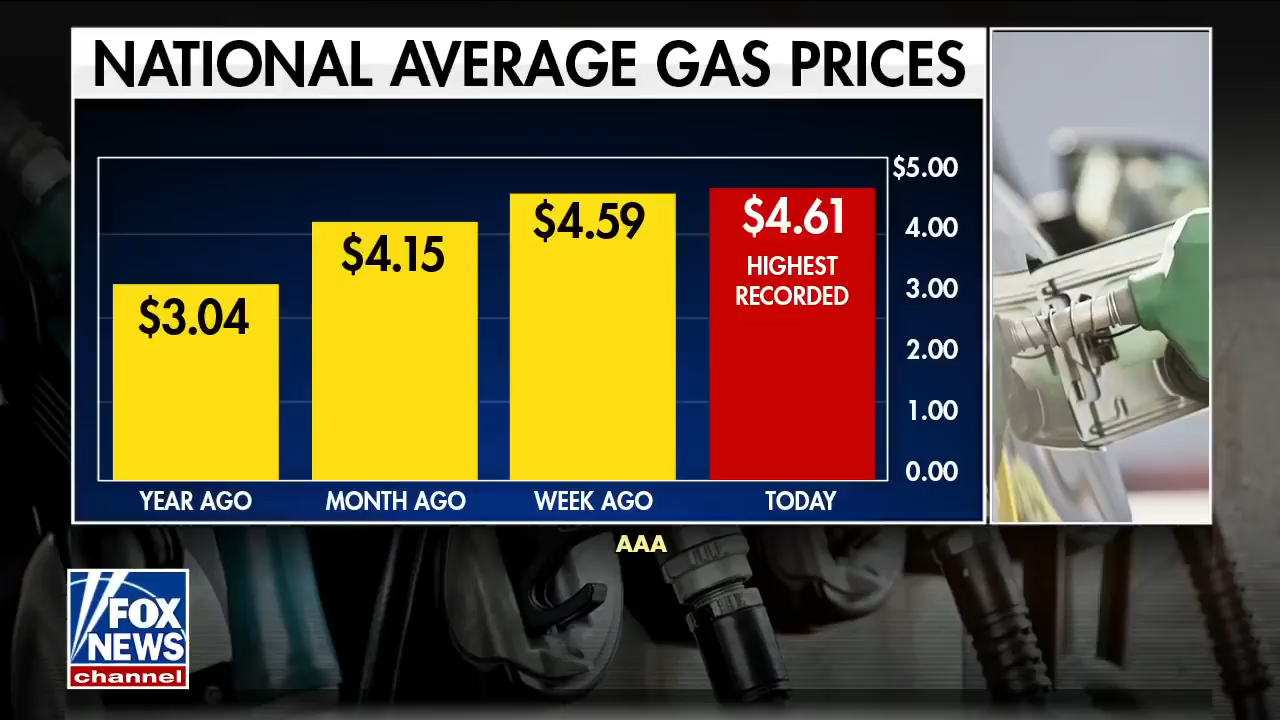 NATIONAL AVERAGE GAS PRICES
$5.00
4.00
3.00
2.00
1.00
0.00
$3.04
$4.15
$4.59
$4.61
HIGHEST
RECORDED
YEAR AGO
MONTH AGO
WEEK AGO
TODAY
AAA
FOX
NEWS
channel